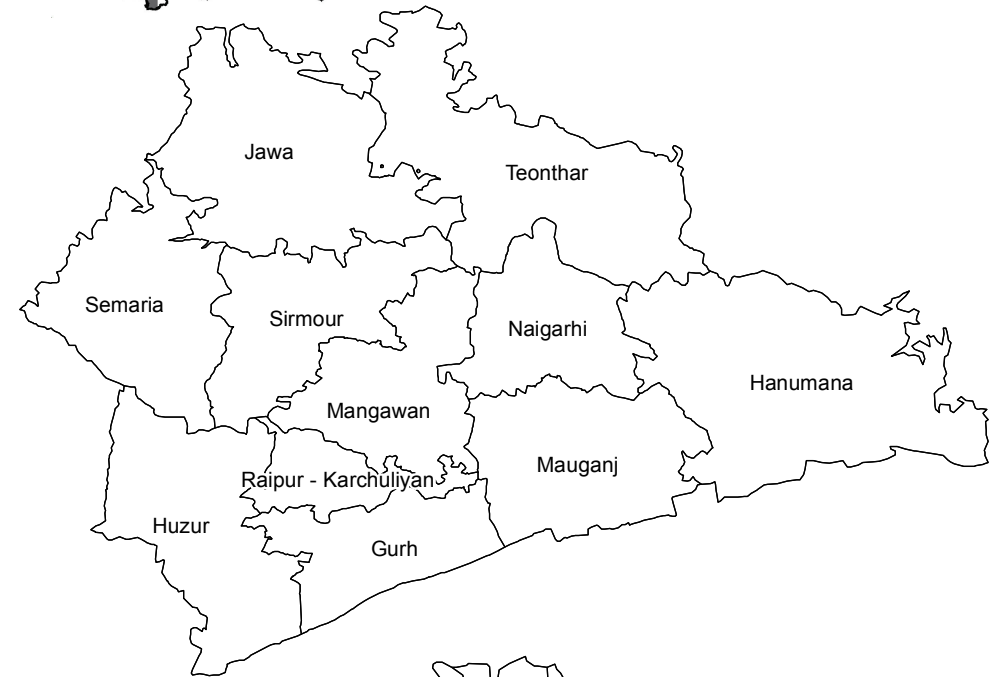 Jawa
Teonthar
Semaria
Sirmour
Naigarhi
Hanumana
Mangawan
Mauganj
Raipur - Karchuliyan
Huzur
Gurh